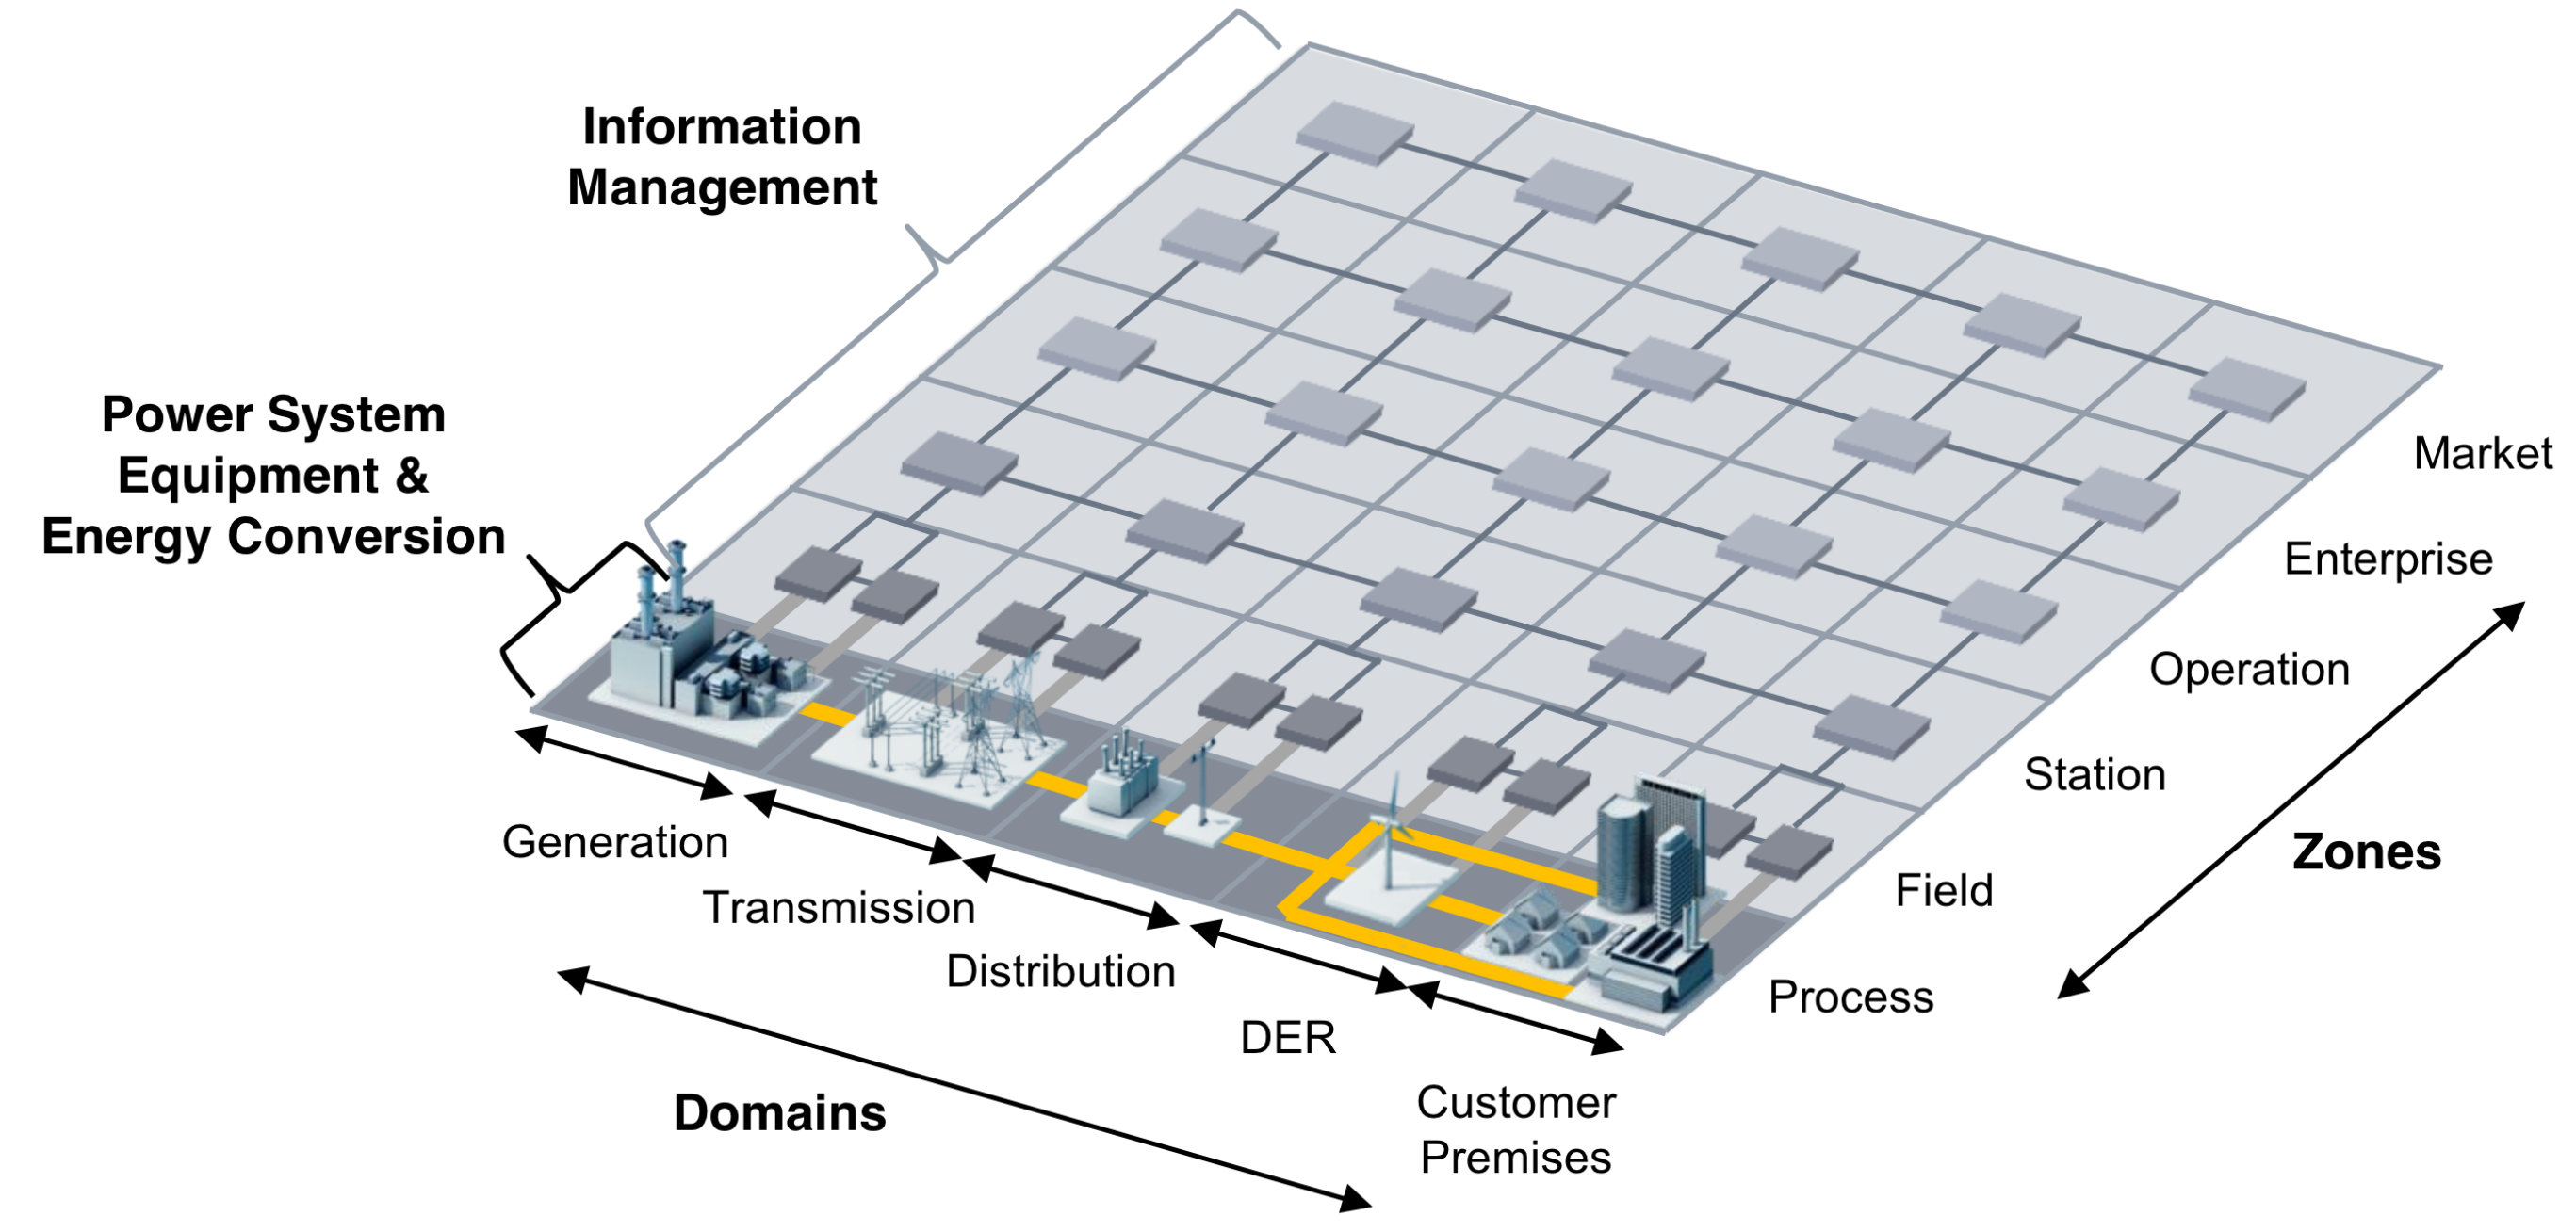 Information
Management
Power System
Equipment &
Energy Conversion
Market
Enterprise
Operation
Station
Field
Process
Zones
Generation
Transmission
Distribution
DER
Customer
Premises
Domains